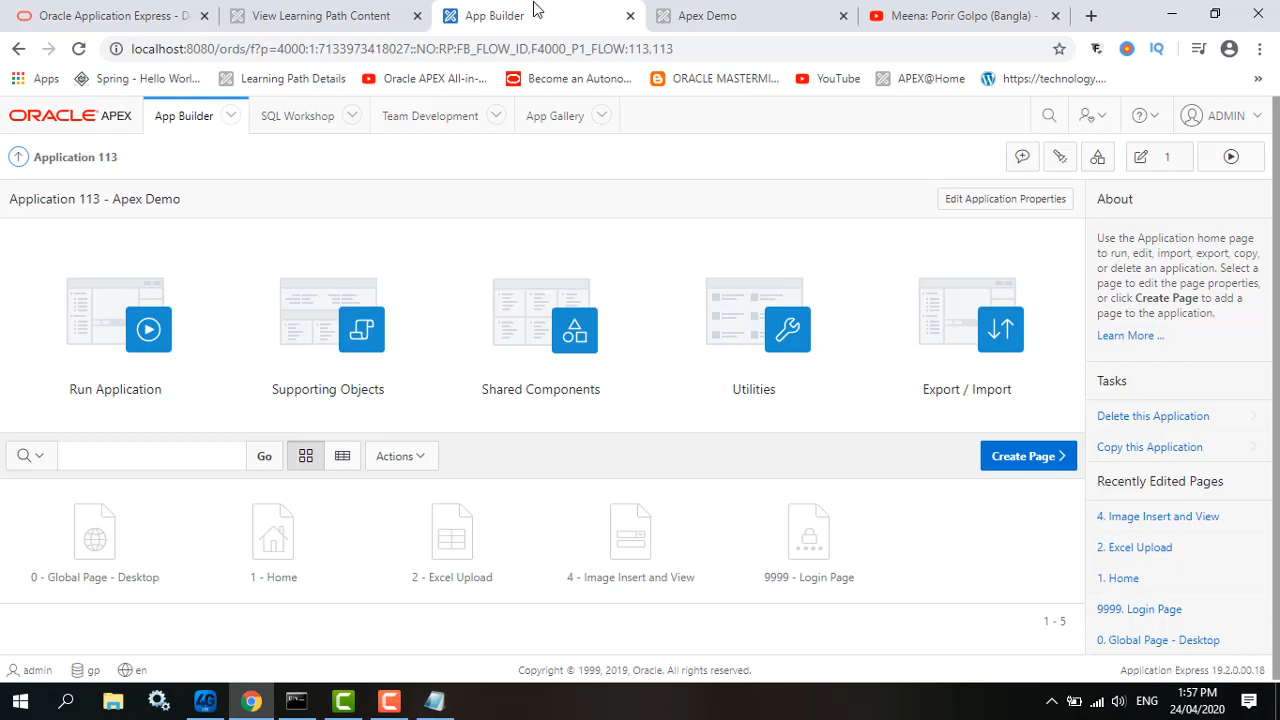 Oracle Application Express - D
View Learning Path Content
App Builder
Apex Demo
Meena: Porir Golpo (Bangla) -
localhost:8080/ords/f?p=4000:1:7133973418027::NO:RP:FB_FLOW_ID,F4000_P1_FLOW:113,113
Apps
Spring - Hello Worl...
Learning Path Details
Oracle APEX All-in-...
Become an Autono...
ORACLE MASTERMI...
YouTube
APEX@Home
https://technology....
»
ORACLE APEX
App Builder
SQL Workshop
Team Development
App Gallery
ADMIN
Application 113
1
Application 113 - Apex Demo
Edit Application Properties
About
Use the Application home page
to run, edit, import, export, copy,
or delete an application. Select a
page to edit the page properties,
or click Create Page to add a
page to the application.
Learn More ...
Run Application
Supporting Objects
Shared Components
Utilities
Export / Import
Tasks
Delete this Application
Copy this Application
Go
Actions
Create Page
Recently Edited Pages
4. Image Insert and View
2. Excel Upload
1. Home
9999. Login Page
0. Global Page - Desktop
0 - Global Page - Desktop
1 - Home
2 - Excel Upload
4 - Image Insert and View
9999 - Login Page
1 - 5
admin
gp
en
Copyright © 1999, 2019, Oracle. All rights reserved.
Application Express 19.2.0.00.18
ENG
1:57 PM
24/04/2020